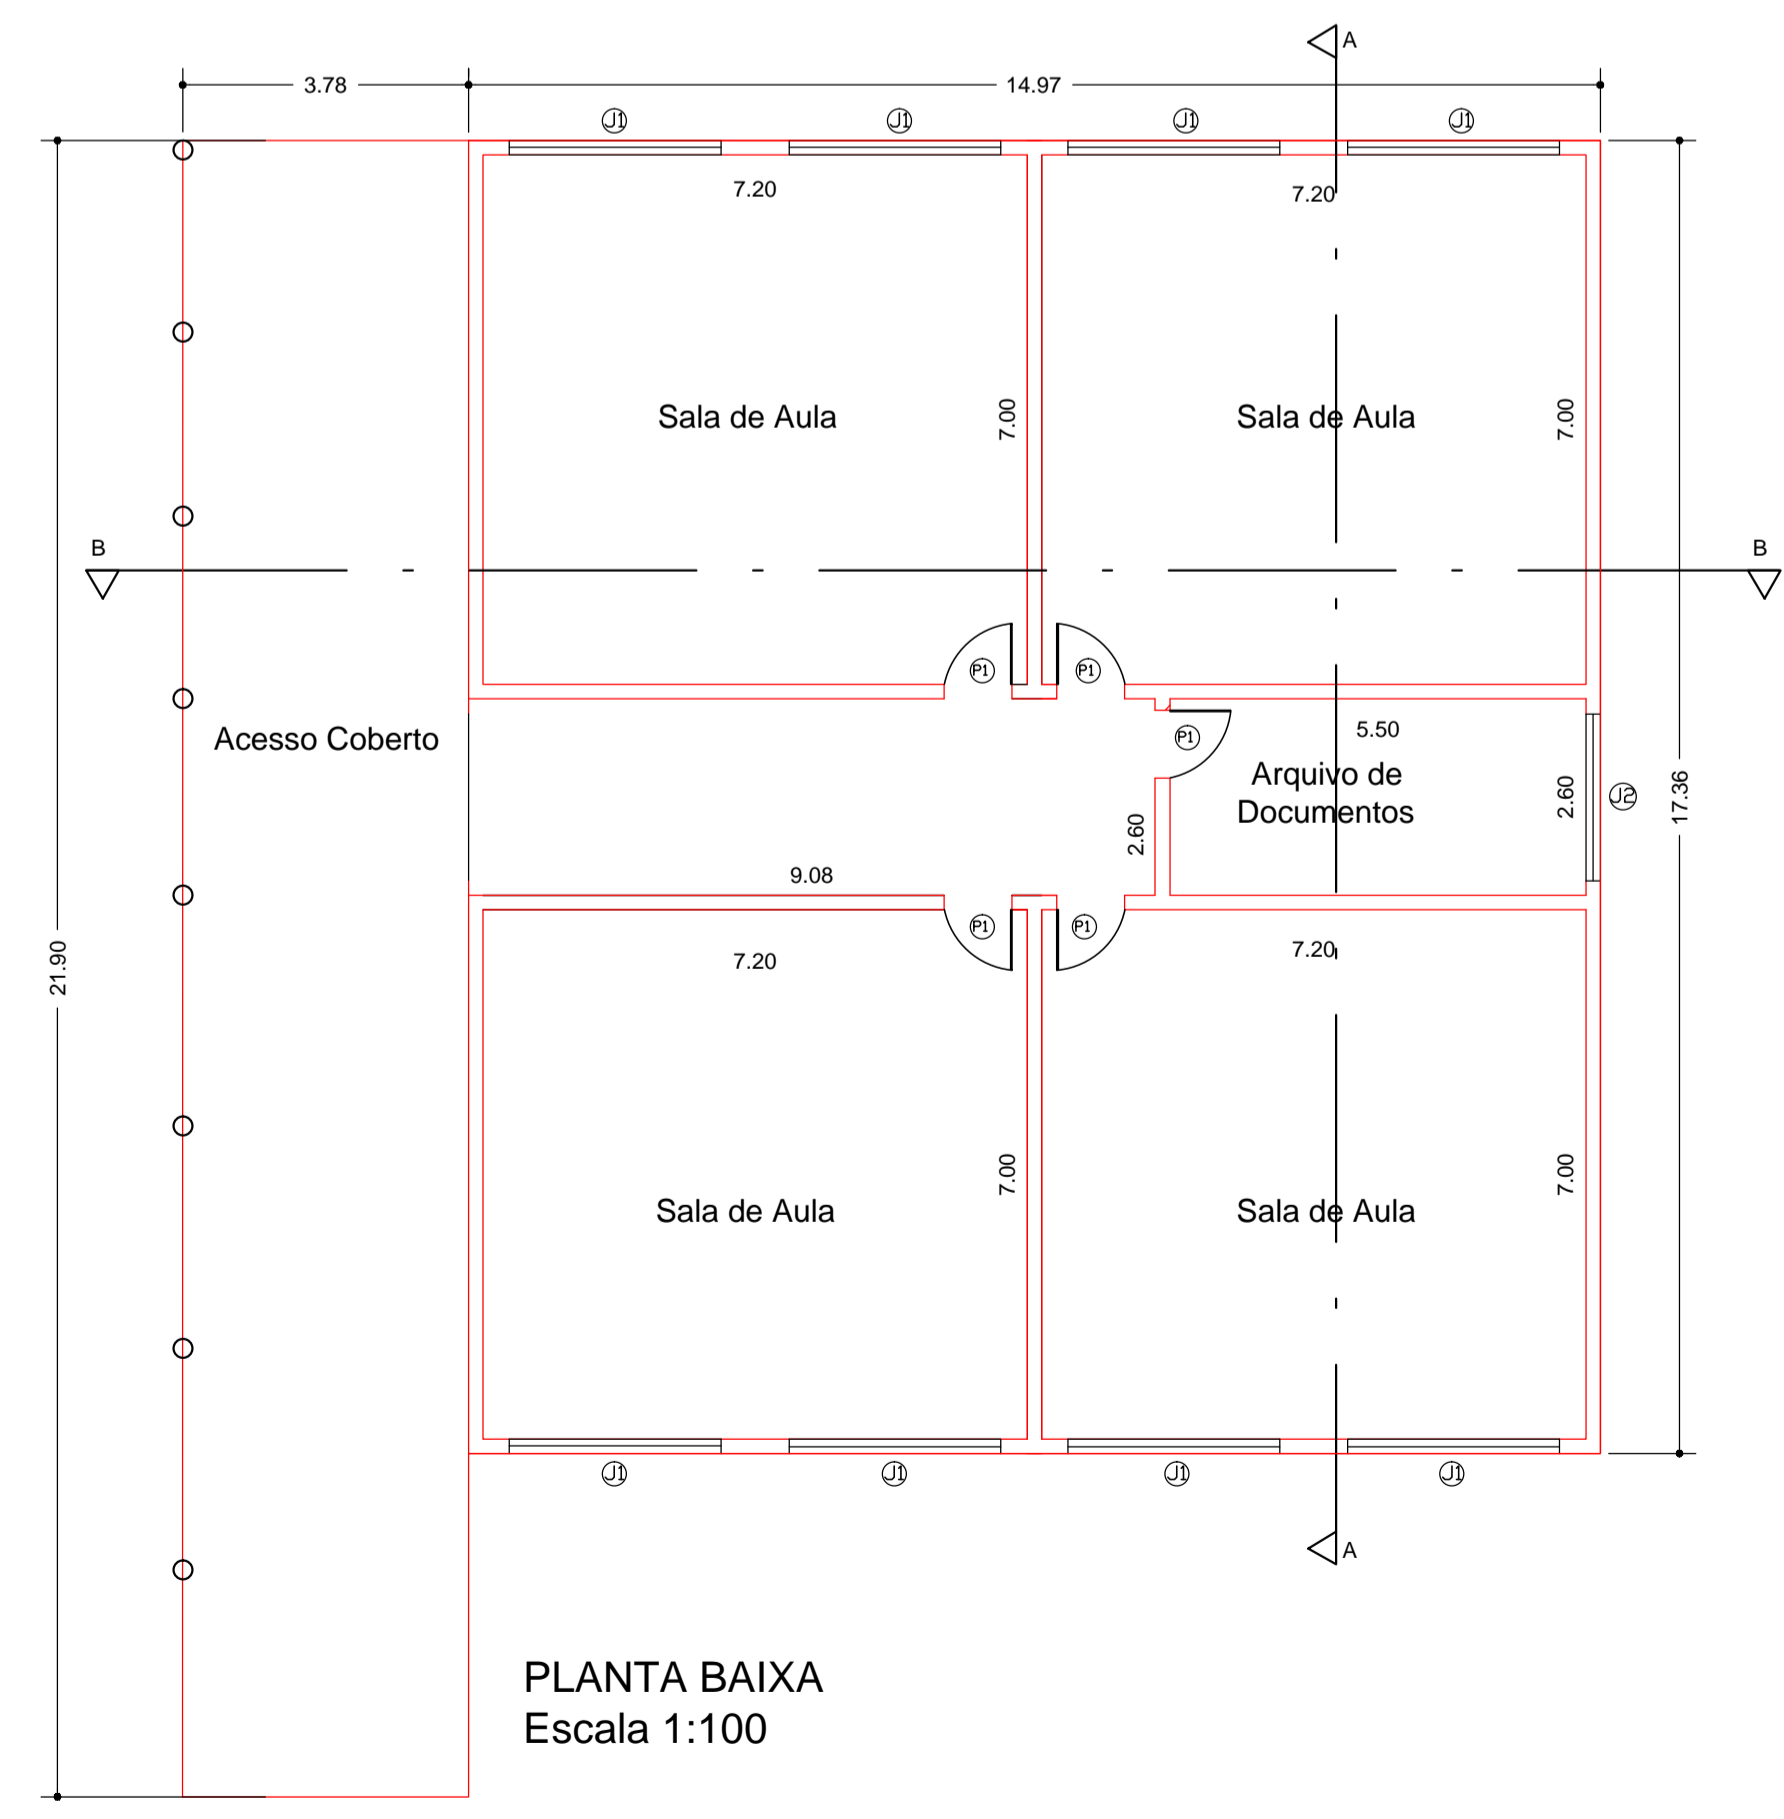 A
3.78
14.97
J1
J1
J1
J1
7.20
7.20
Sala de Aula
7.00
Sala de Aula
7.00
B
B
P1
P1
Acesso Coberto
P1
5.50
Arquivo de
Documentos
2.60
J2
17.36
2.60
9.08
P1
P1
7.20
7.20
21.90
Sala de Aula
7.00
Sala de Aula
7.00
J1
J1
J1
J1
A
PLANTA BAIXA
Escala 1:100